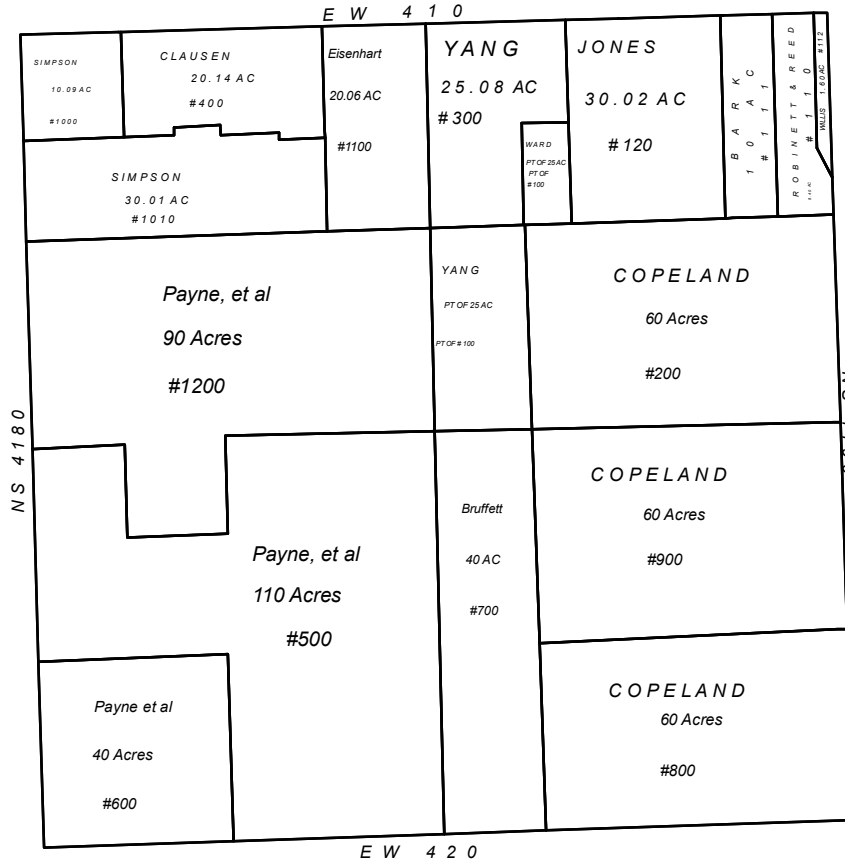 EW 410
SIMPSON
10.09 AC
#1000
CLAUSEN
20.14 AC
#400
Eisenhart
20.06 AC
#1100
YANG
25.08 AC
#300
WARD
PT OF 25 AC
PT OF
#100
JONES
30.02 AC
#120
BARK
10 AC
#111
ROBINETT & REED
#110
WILLIS 1.60 AC #112
SIMPSON
30.01 AC
#1010
Payne, et al
90 Acres
#1200
YANG
PT OF 25 AC
PT OF #100
COPELAND
60 Acres
#200
NS 4180
Payne, et al
110 Acres
#500
Bruffett
40 AC
#700
COPELAND
60 Acres
#900
Payne et al
40 Acres
#600
COPELAND
60 Acres
#800
EW 420